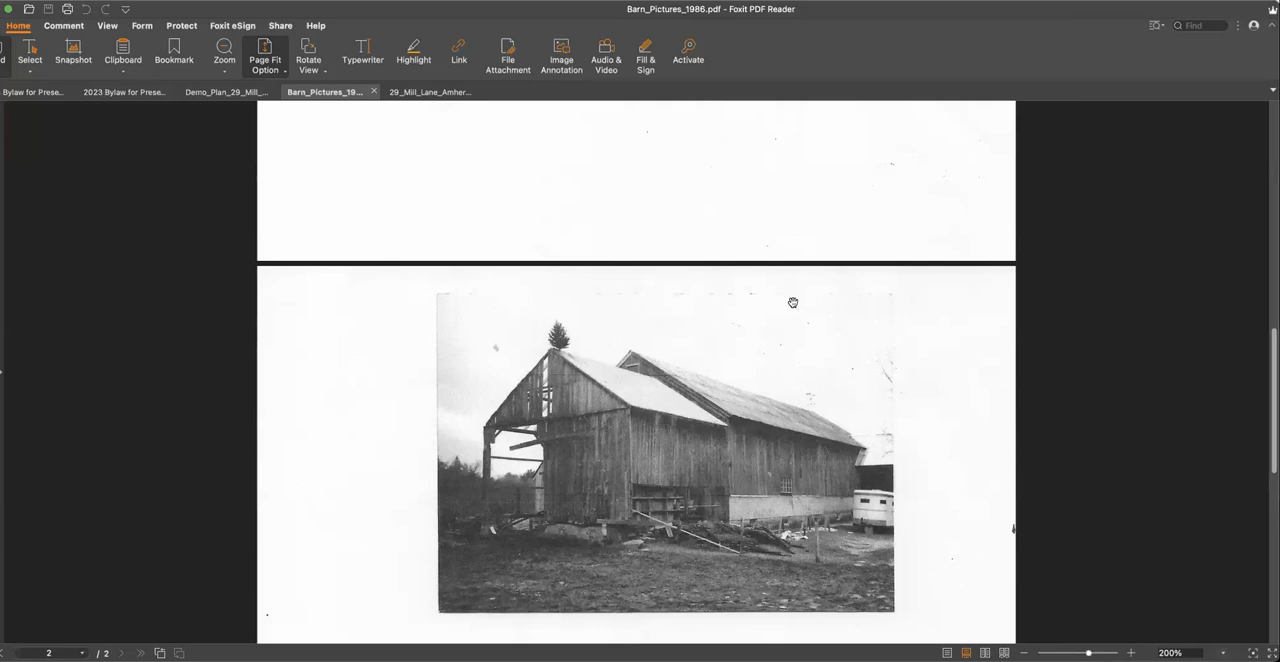 Barn_Pictures_1986.pdf - Foxit PDF Reader
Home Comment View Form Protect Foxit eSign Share Help
Find
Select
Snapshot
Clipboard
Bookmark
Zoom
Page Fit
Option
Rotate
View
Typewriter
Highlight
Link
File
Attachment
Image
Annotation
Audio &
Video
Fill &
Sign
Activate
Bylaw for Prese... 2023 Bylaw for Prese... Demo_Plan_29_Mill_... Barn_Pictures_19... 29_Mill_Lane_Amher...
2 / 2
200%